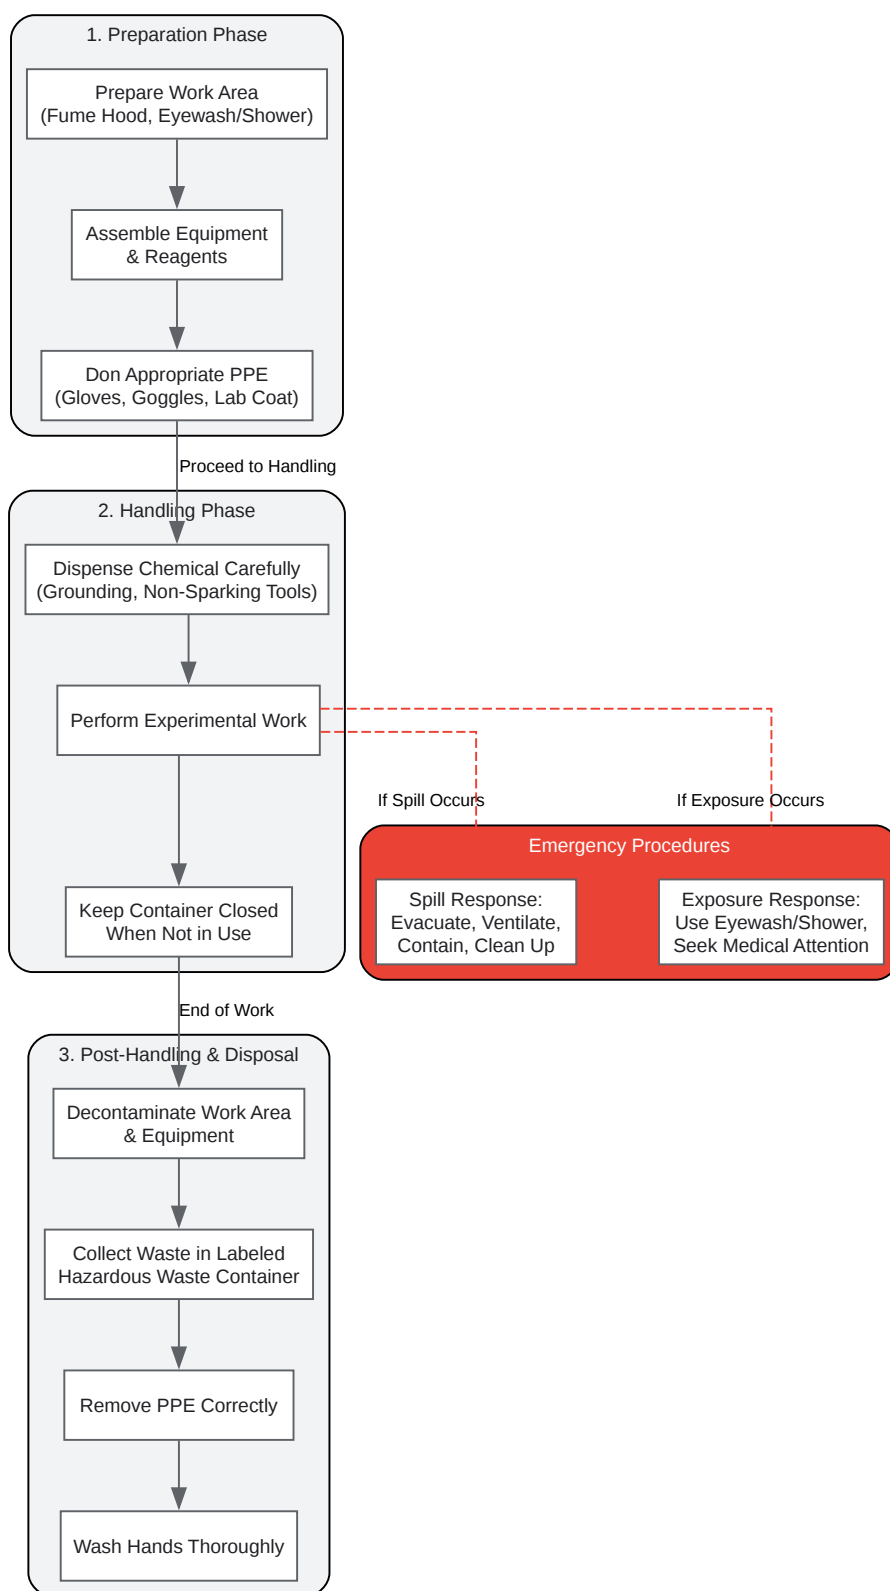 1. Preparation Phase
Prepare Work Area
(Fume Hood, Eyewash/Shower)
Assemble Equipment
& Reagents
Don Appropriate PPE
(Gloves, Goggles, Lab Coat)
Proceed to Handling
2. Handling Phase
Dispense Chemical Carefully
(Grounding, Non-Sparking Tools)
Perform Experimental Work
If Spill Occurs
If Exposure Occurs
Emergency Procedures
Spill Response:
Evacuate, Ventilate,
Contain, Clean Up
Exposure Response:
Use Eyewash/Shower,
Seek Medical Attention
Keep Container Closed
When Not in Use
End of Work
3. Post-Handling & Disposal
Decontaminate Work Area
& Equipment
Collect Waste in Labeled
Hazardous Waste Container
Remove PPE Correctly
Wash Hands Thoroughly